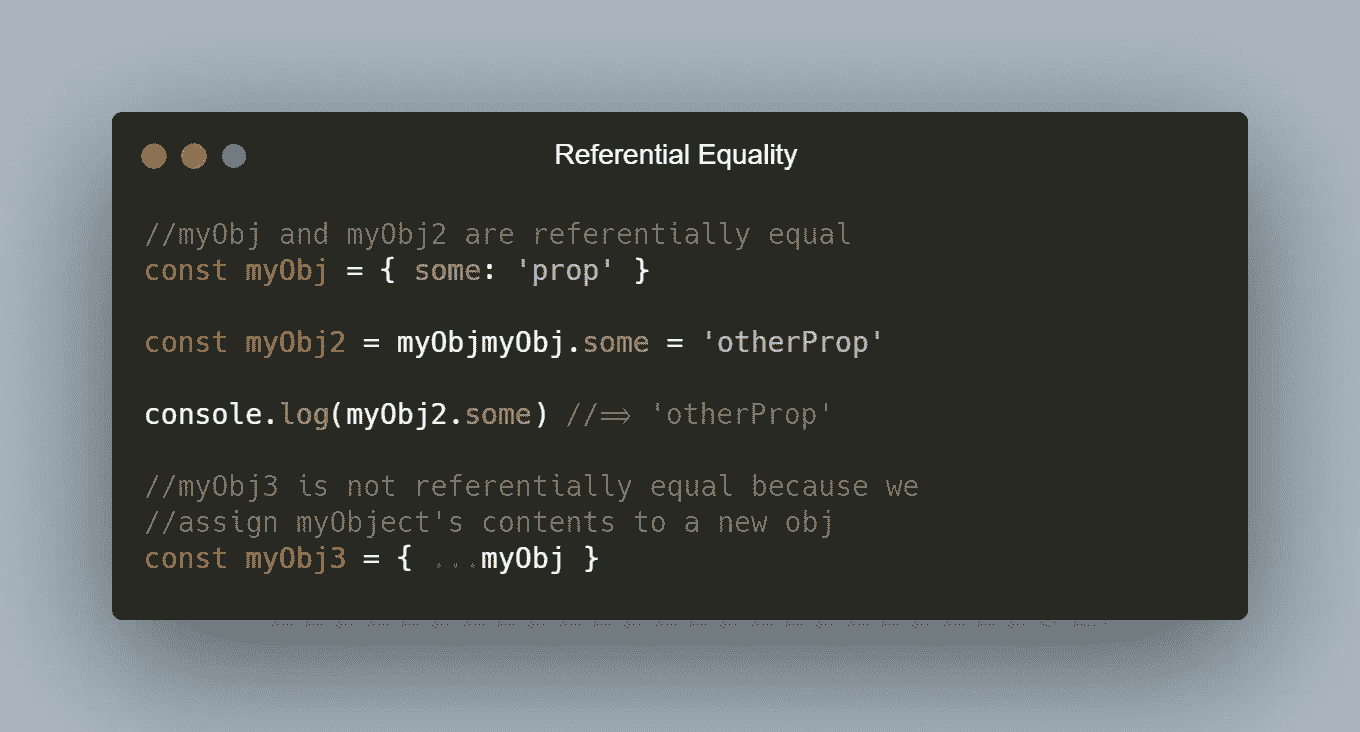 Referential Equality
//myObj and myObj2 are referentially equal
const myObj = { some: 'prop' }
const myObj2 = myObjmyObj.some = 'otherProp'
console.log(myObj2.some) //=> 'otherProp'
//myObj3 is not referentially equal because we
//assign myObject's contents to a new obj
const myObj3 = { ...myObj }